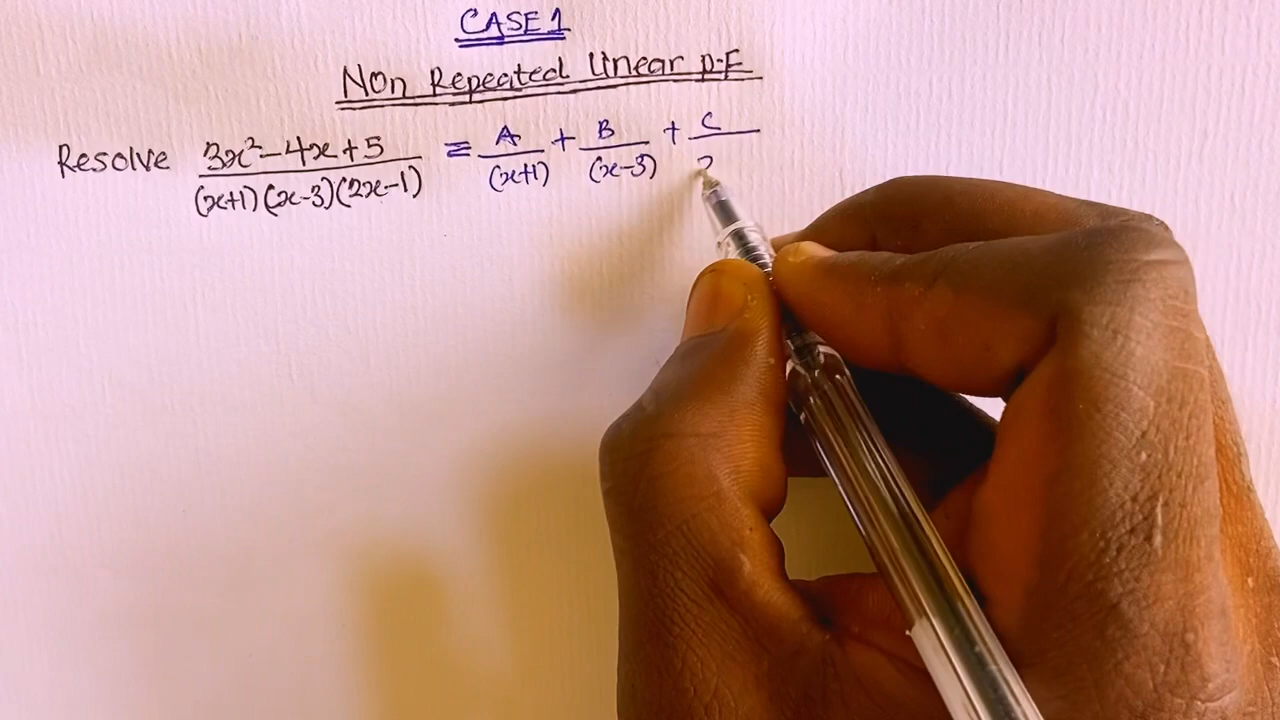 CASE 1
Non Repeated Linear P.F
Resolve (3x²-4x+5)/((x+1)(x-3)(2x-1)) ≡ A/(x+1) + B/(x-3) + C/